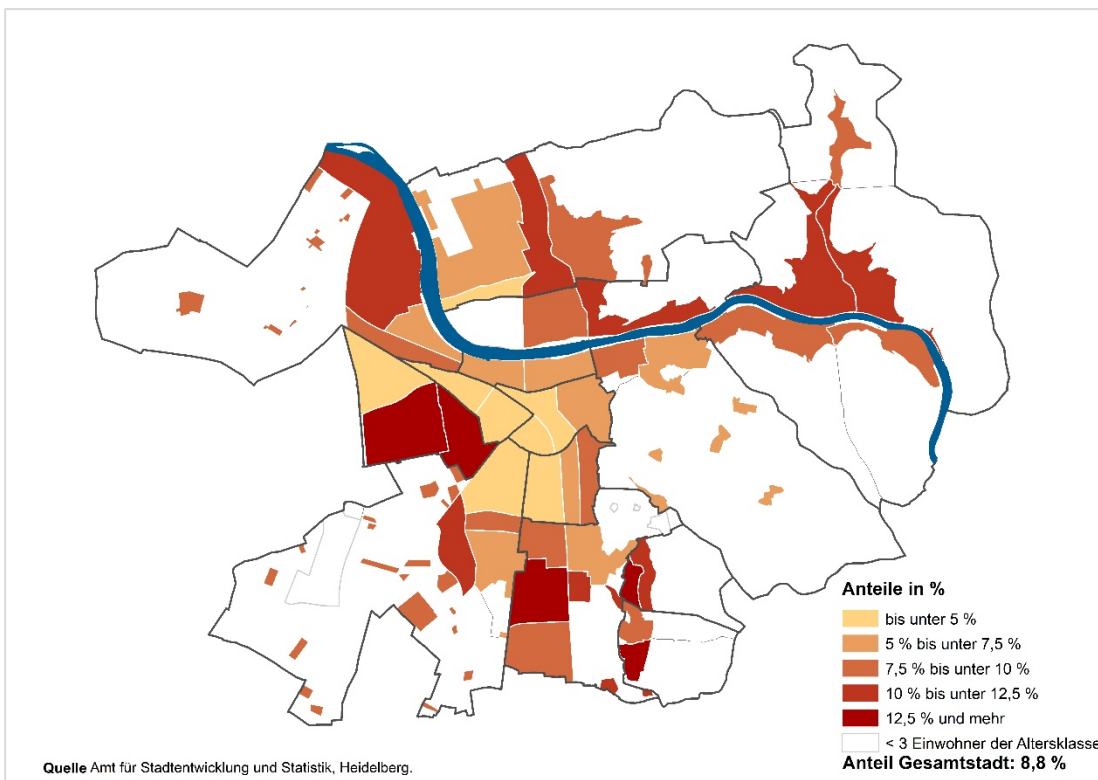 Anteile in %
bis unter 5 %
5 % bis unter 7,5 %
7,5 % bis unter 10 %
10 % bis unter 12,5 %
12,5 % und mehr
< 3 Einwohner der Altersklasse
Anteil Gesamtstadt: 8,8 %
Quelle Amt für Stadtentwicklung und Statistik, Heidelberg.